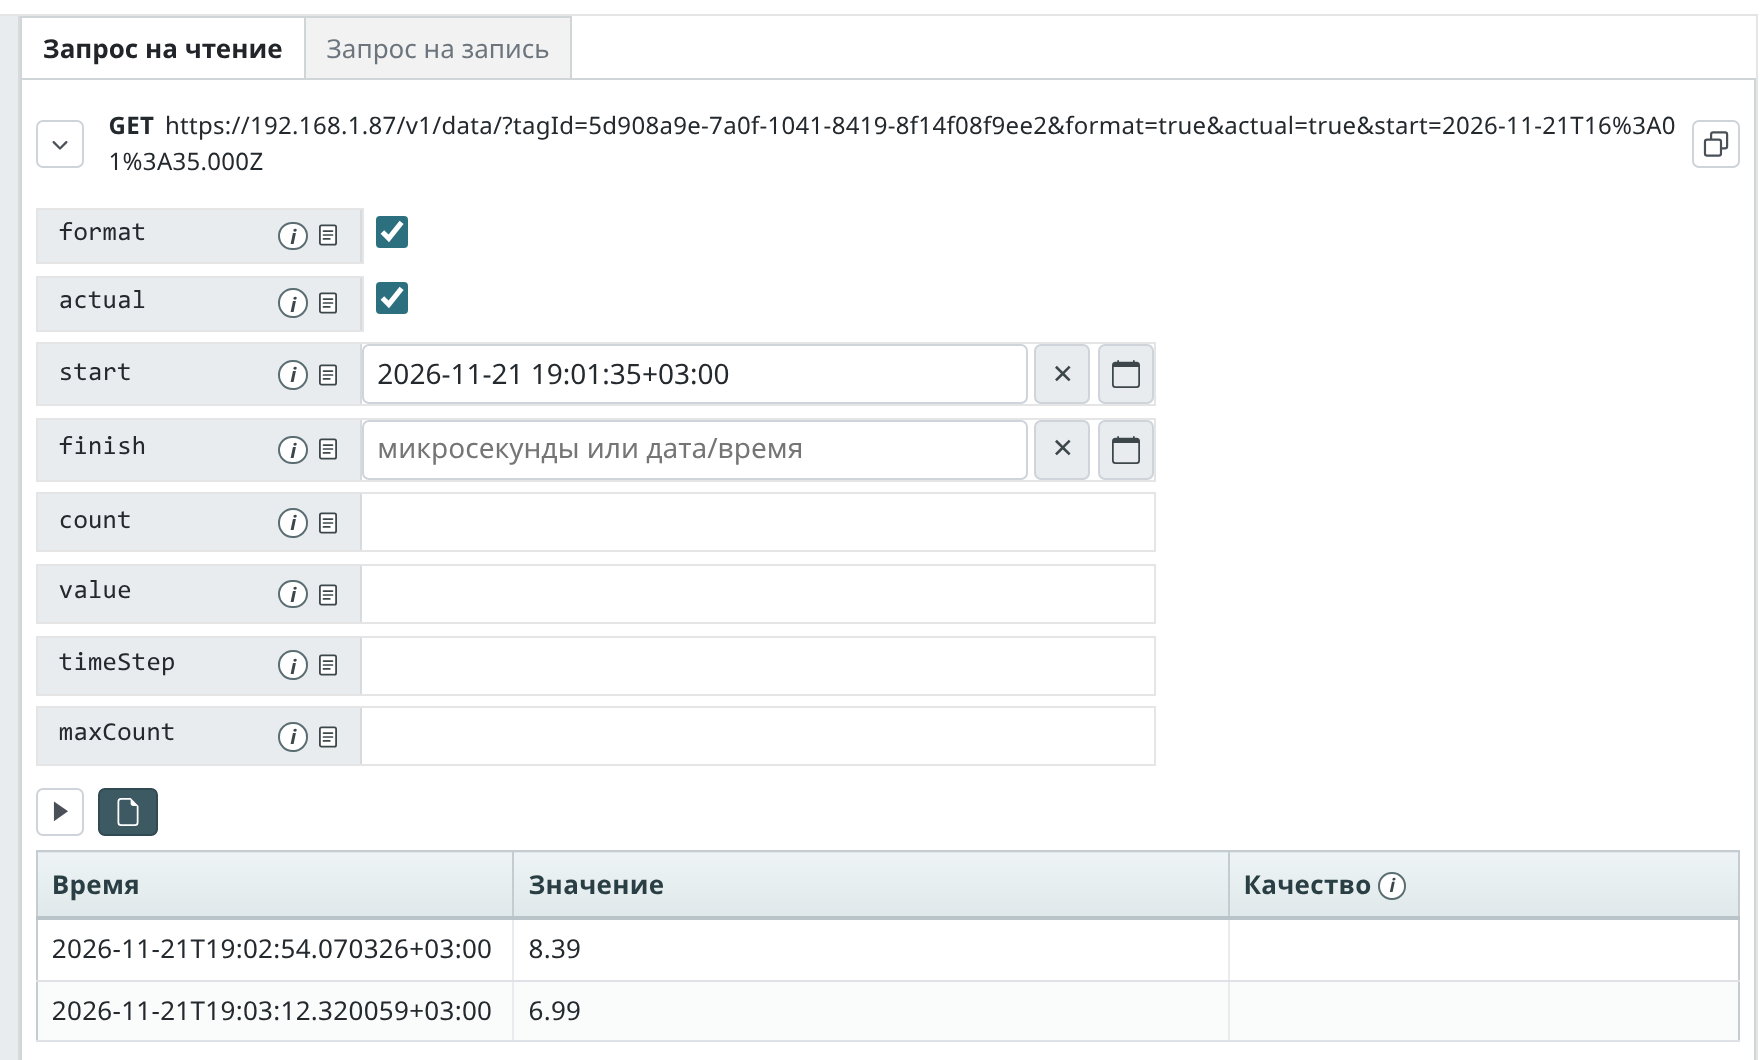 Запрос на чтение
Запрос на запись
GET https://192.168.1.87/v1/data/?tagId=5d908a9e-7a0f-1041-8419-8f14f08f9ee2&format=true&actual=true&start=2026-11-21T16%3A0
1%3A35.000Z
format
actual
start 2026-11-21 19:01:35+03:00
finish микросекунды или дата/время
count
value
timeStep
maxCount
Время Значение Качество
2026-11-21T19:02:54.070326+03:00 8.39
2026-11-21T19:03:12.320059+03:00 6.99